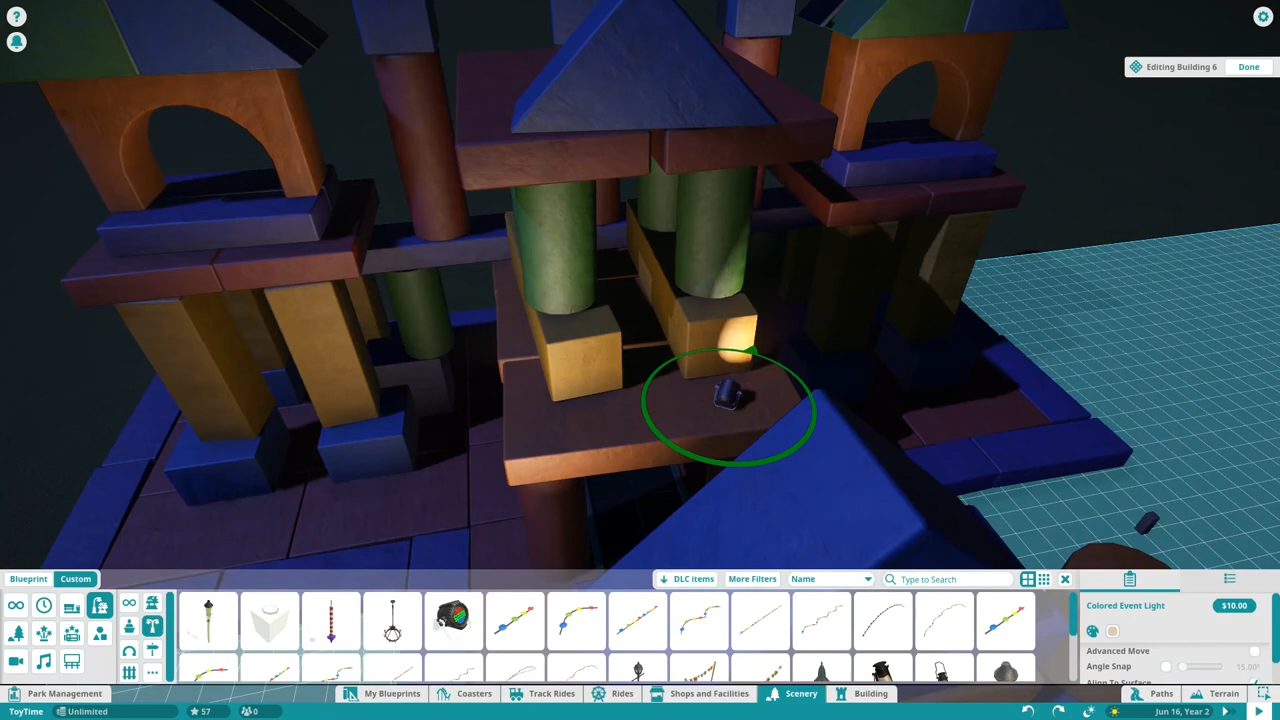 ?
Editing Building 6 Done
Blueprint Custom
DLC items More Filters Name Type to Search
Colored Event Light $10.00
Advanced Move
Angle Snap 15.00°
Park Management My Blueprints Coasters Track Rides Rides Shops and Facilities Scenery Building Paths Terrain
ToyTime Unlimited 57 0 Jun 16, Year 2